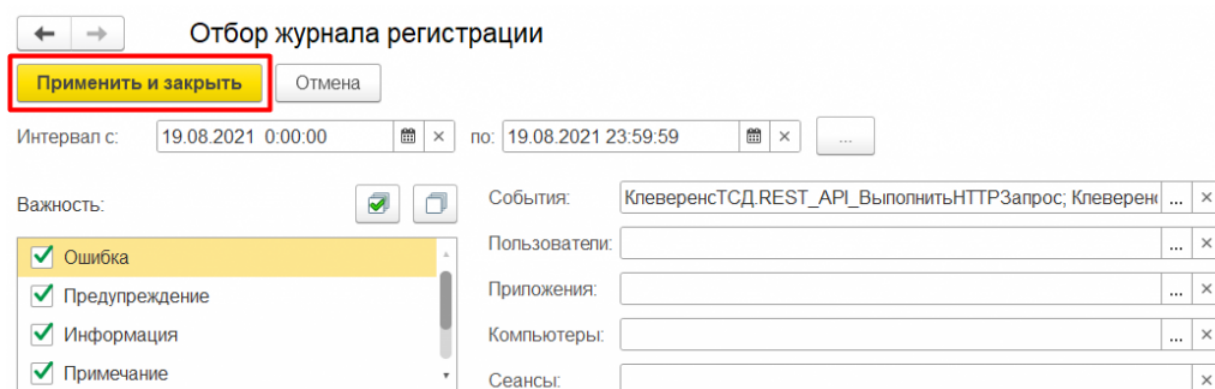 Отбор журнала регистрации
Применить и закрыть Отмена
Интервал с: 19.08.2021 0:00:00 по: 19.08.2021 23:59:59 ...
Важность:
Ошибка
Предупреждение
Информация
Примечание
События: КлеверенсТСД.REST_API_ВыполнитьHTTPЗапрос; Клеверен ...
Пользователи: ...
Приложения: ...
Компьютеры: ...
Сеансы: